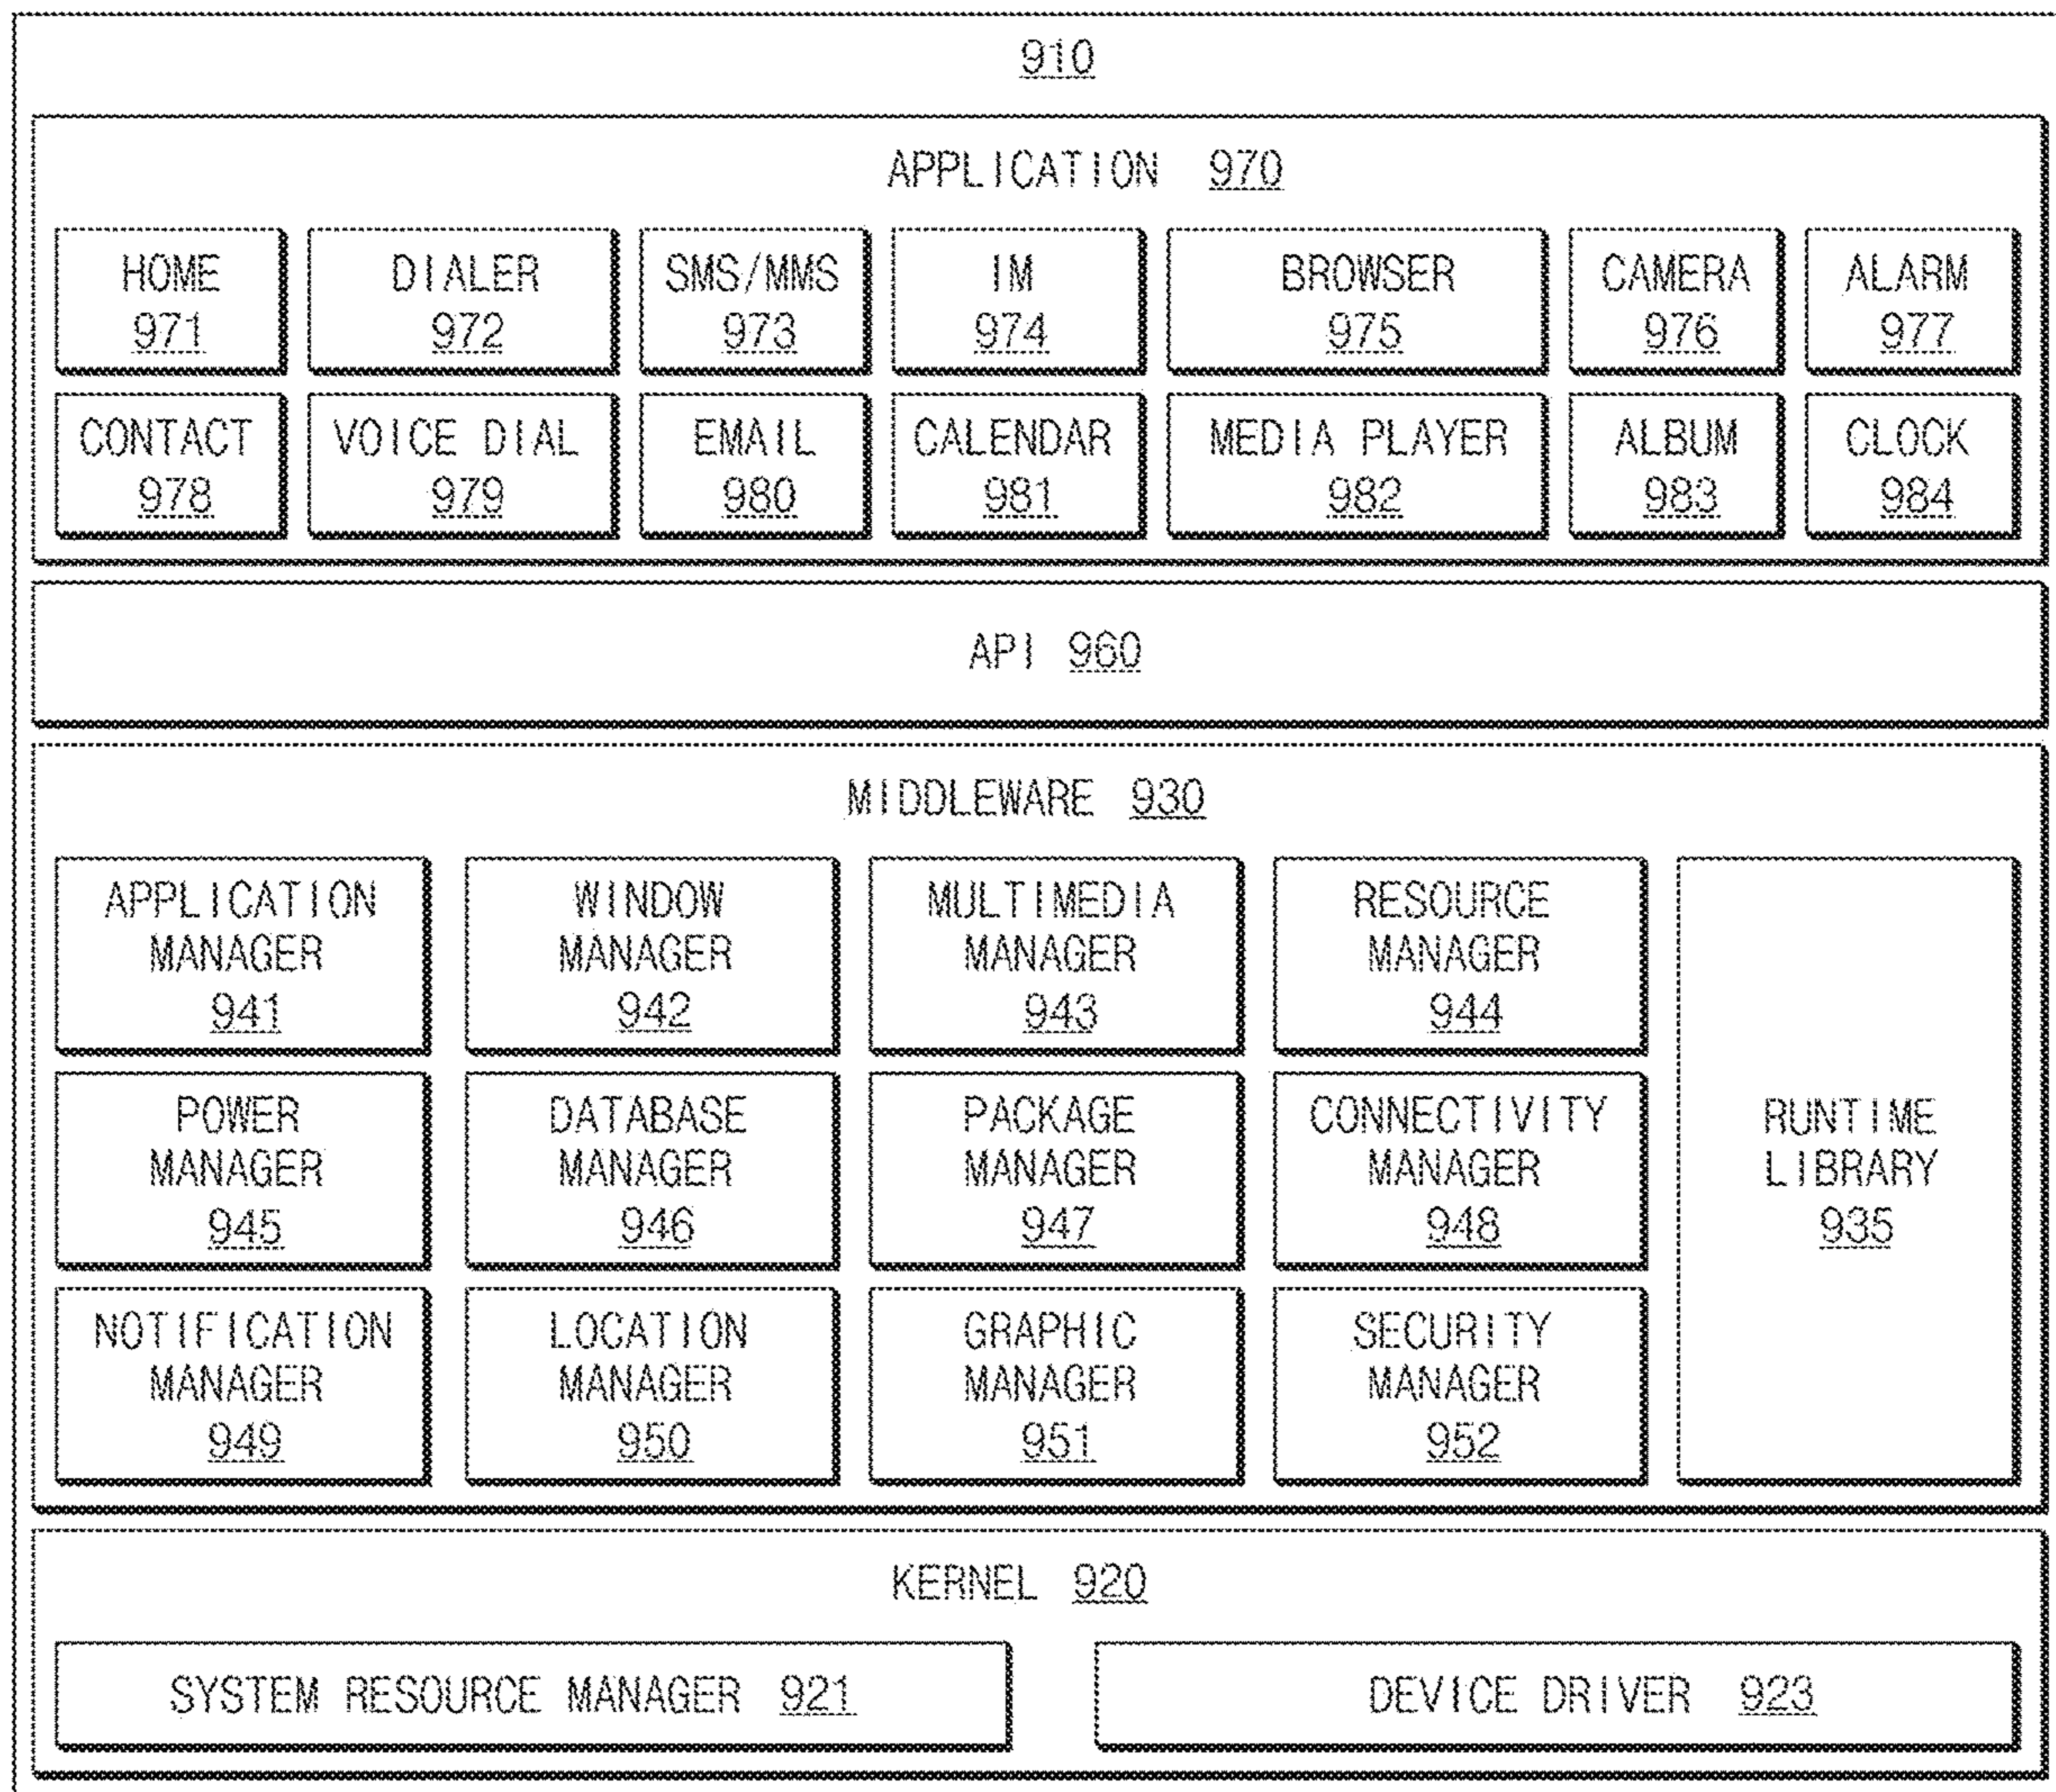 910
APPLICATION 970
HOME
971
DIALER
972
SMS/MMS
973
IM
974
BROWSER
975
CAMERA
976
ALARM
977
CONTACT
978
VOICE DIAL
979
EMAIL
980
CALENDAR
981
MEDIA PLAYER
982
ALBUM
983
CLOCK
984
API 960
MIDDLEWARE 930
APPLICATION
MANAGER
941
WINDOW
MANAGER
942
MULTIMEDIA
MANAGER
943
RESOURCE
MANAGER
944
POWER
MANAGER
945
DATABASE
MANAGER
946
PACKAGE
MANAGER
947
CONNECTIVITY
MANAGER
948
NOTIFICATION
MANAGER
949
LOCATION
MANAGER
950
GRAPHIC
MANAGER
951
SECURITY
MANAGER
952
RUNTIME
LIBRARY
935
KERNEL 920
SYSTEM RESOURCE MANAGER 921
DEVICE DRIVER 923